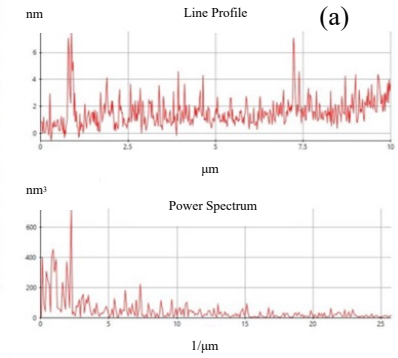 nm
Line Profile
(a)
6
4
2
0
0 2.5 5 7.5 10
μm
nm³
Power Spectrum
600
400
200
0
0 5 10 15 20 25
1/μm